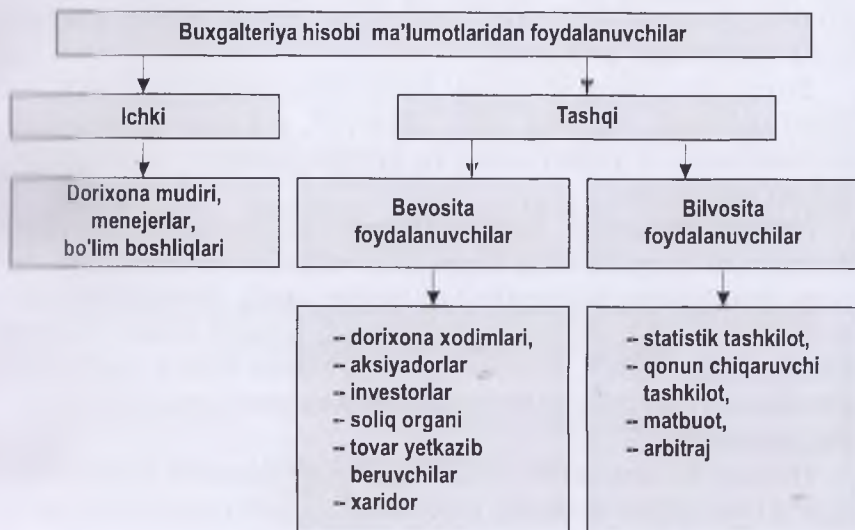 Buxgalteriya hisobi ma'lumotlaridan foydalanuvchilar
Ichki
Tashqi
Dorixona mudiri,
menejerlar,
bo'lim boshliqlari
Bevosita
foydalanuvchilar
Bilvosita
foydalanuvchilar
– dorixona xodimlari,
– aksiyadorlar
– investorlar
– soliq organi
– tovar yetkazib
beruvchilar
– xaridor
– statistik tashkilot,
– qonun chiqaruvchi
tashkilot,
– matbuot,
– arbitraj